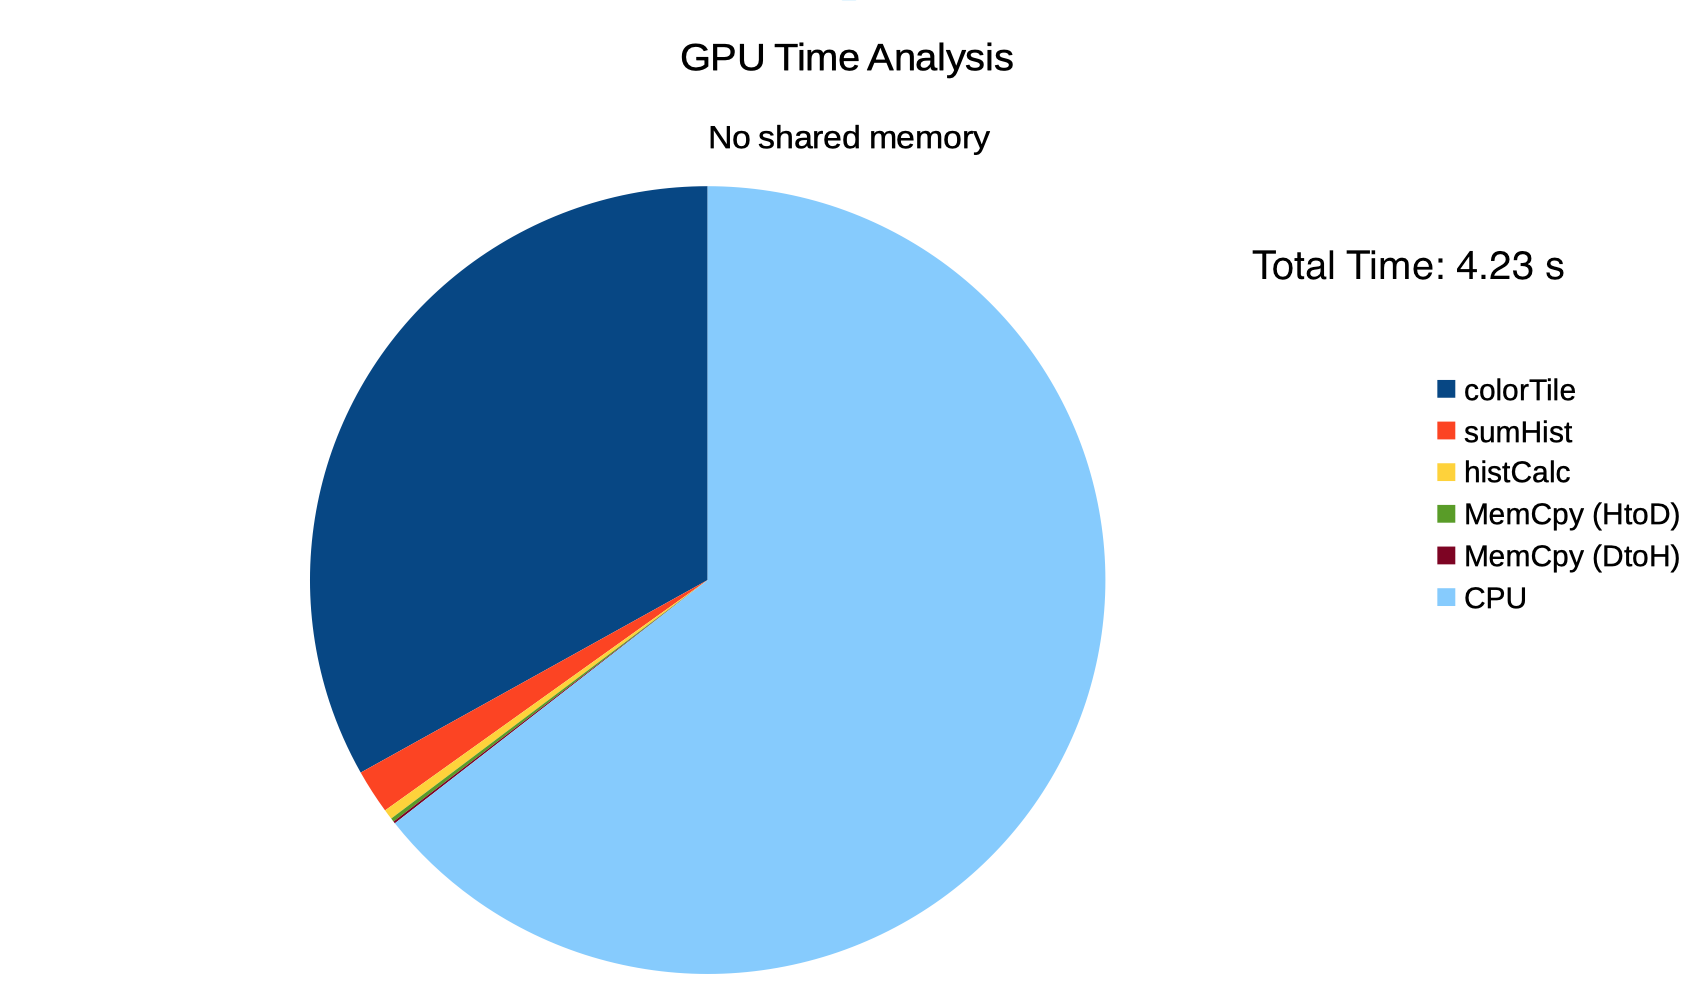 GPU Time Analysis
No shared memory
Total Time: 4.23 s
colorTile
sumHist
histCalc
MemCpy (HtoD)
MemCpy (DtoH)
CPU